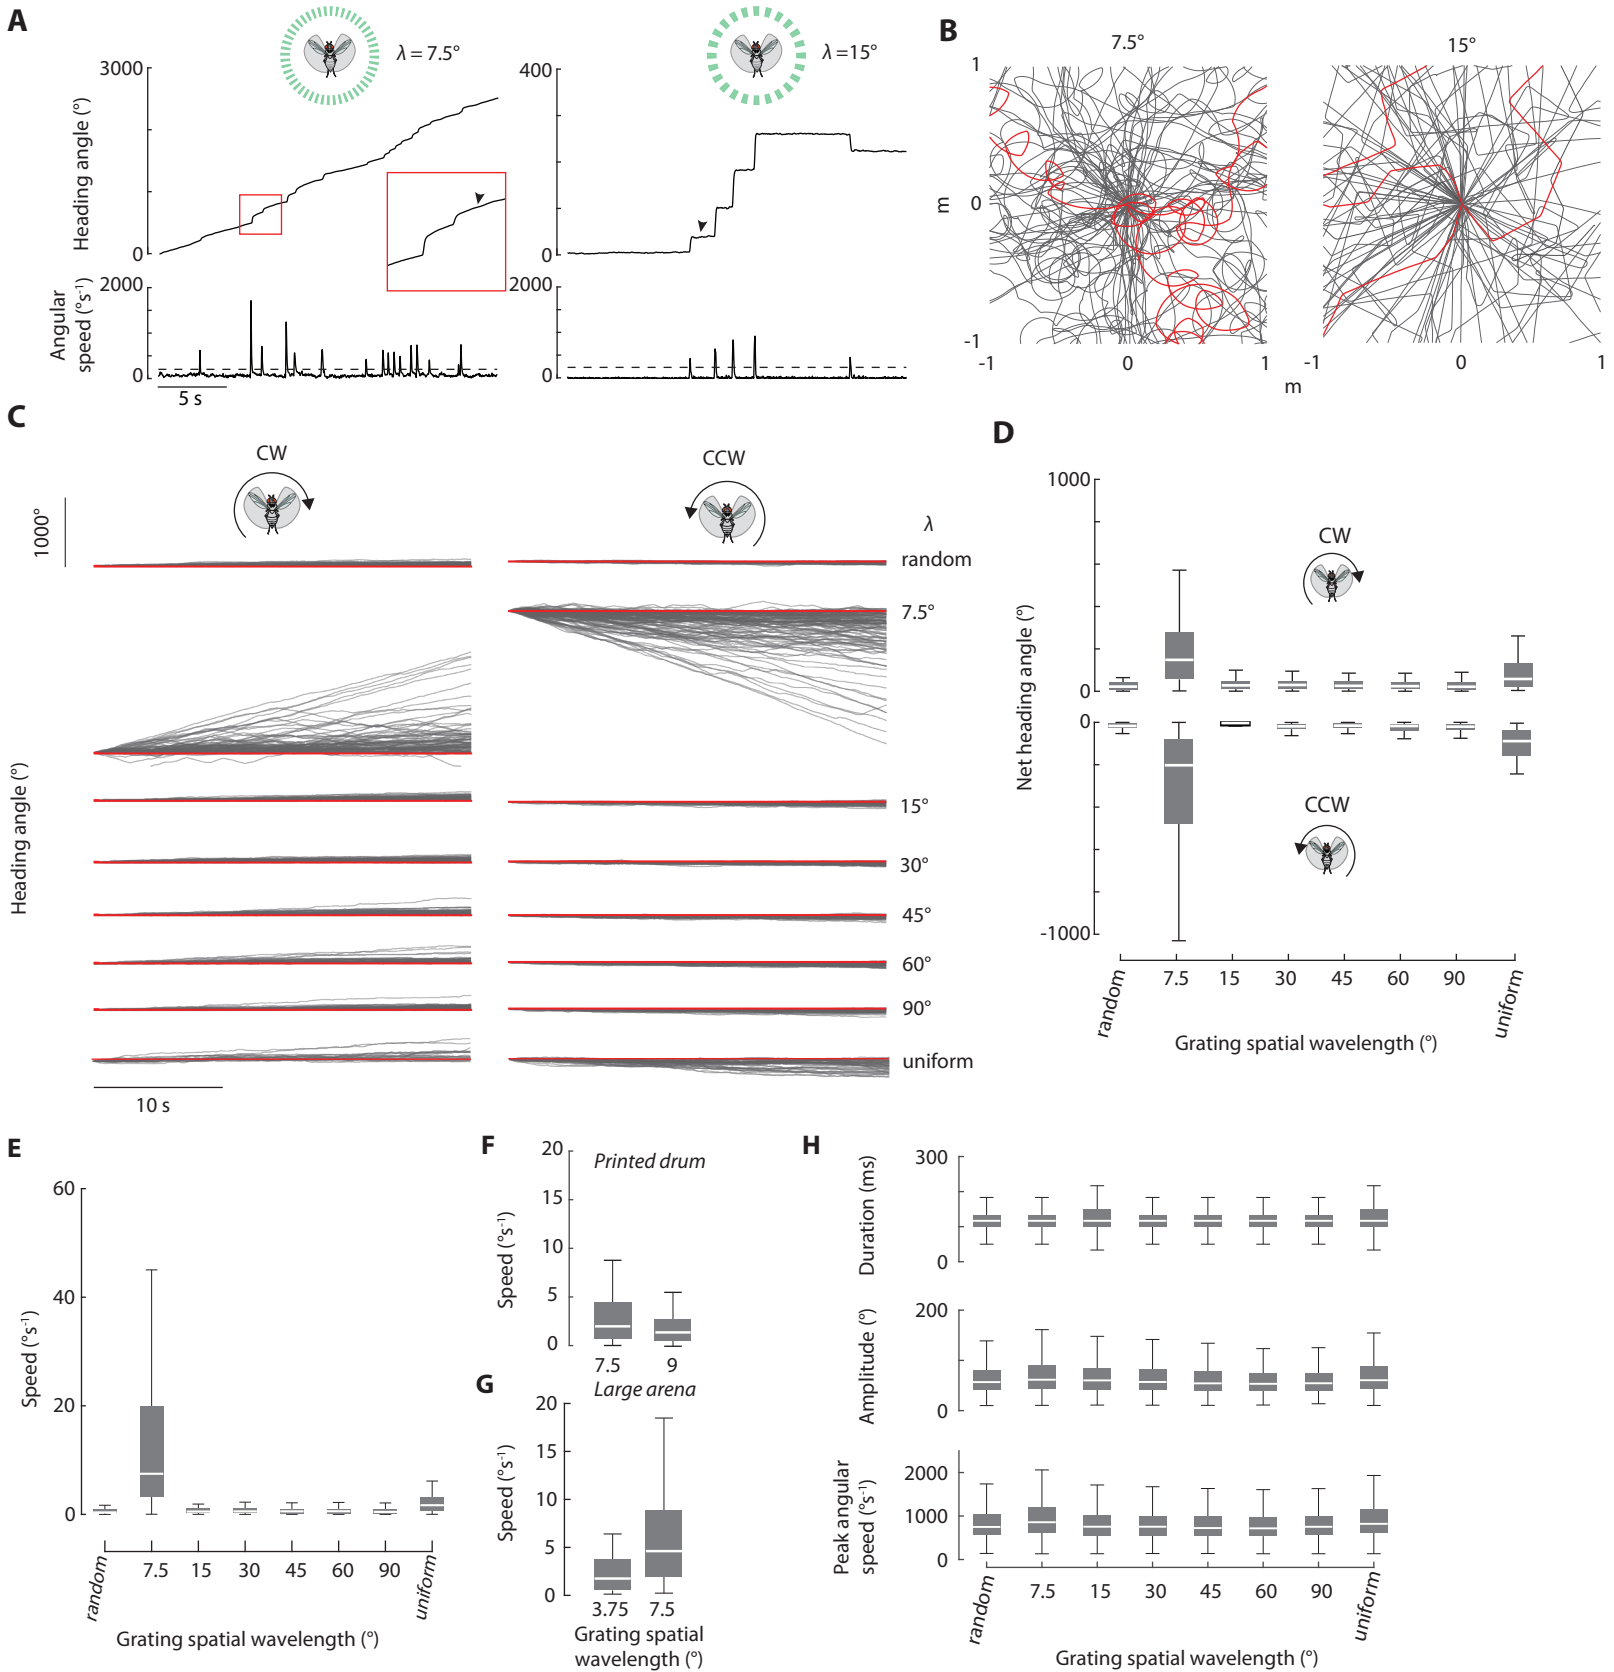 A
λ = 7.5°
λ = 15°
3000
0
Heading angle (°)
400
0
2000
0
Angular speed (°s⁻¹)
2000
0
5 s
B
7.5°
15°
1
0
-1
m
-1
0
1
-1
0
1
m
C
CW
CCW
1000°
λ
random
7.5°
15°
30°
45°
60°
90°
uniform
Heading angle (°)
10 s
D
1000
0
0
-1000
Net heading angle (°)
CW
CCW
random
7.5
15
30
45
60
90
uniform
Grating spatial wavelength (°)
E
60
40
20
0
Speed (°s⁻¹)
random
7.5
15
30
45
60
90
uniform
Grating spatial wavelength (°)
F
Printed drum
20
15
10
5
0
Speed (°s⁻¹)
7.5
9
G
Large arena
20
15
10
5
0
Speed (°s⁻¹)
3.75
7.5
Grating spatial
wavelength (°)
H
300
0
Duration (ms)
200
0
Amplitude (°)
2000
1000
0
Peak angular
speed (°s⁻¹)
random
7.5
15
30
45
60
90
uniform
Grating spatial wavelength (°)